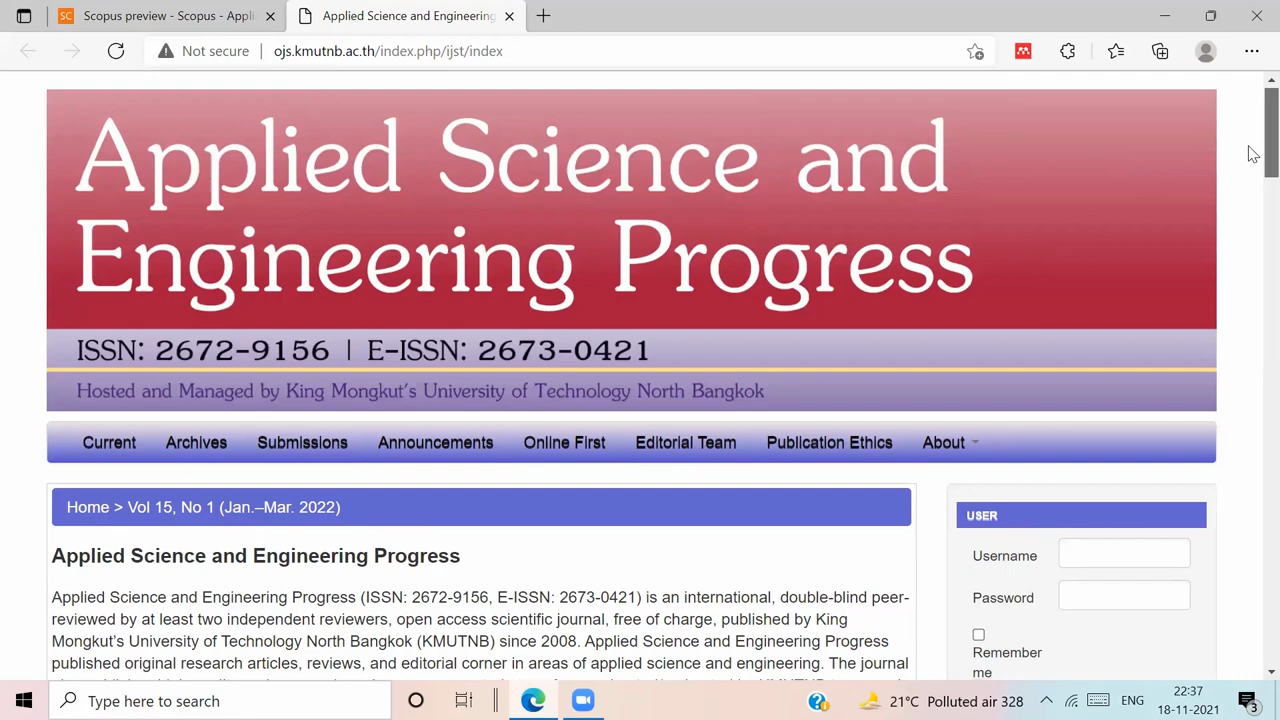 Scopus preview - Scopus - Appli
Applied Science and Engineering
Not secure
ojs.kmutnb.ac.th/index.php/ijst/index
Applied Science and
Engineering Progress
ISSN: 2672-9156 | E-ISSN: 2673-0421
Hosted and Managed by King Mongkut's University of Technology North Bangkok
Current Archives Submissions Announcements Online First Editorial Team Publication Ethics About
Home > Vol 15, No 1 (Jan.–Mar. 2022)
Applied Science and Engineering Progress
Applied Science and Engineering Progress (ISSN: 2672-9156, E-ISSN: 2673-0421) is an international, double-blind peer-
reviewed by at least two independent reviewers, open access scientific journal, free of charge, published by King
Mongkut's University of Technology North Bangkok (KMUTNB) since 2008. Applied Science and Engineering Progress
published original research articles, reviews, and editorial corner in areas of applied science and engineering. The journal
USER
Username
Password
Remember
me
Type here to search
21°C Polluted air 328
ENG
22:37
18-11-2021
3